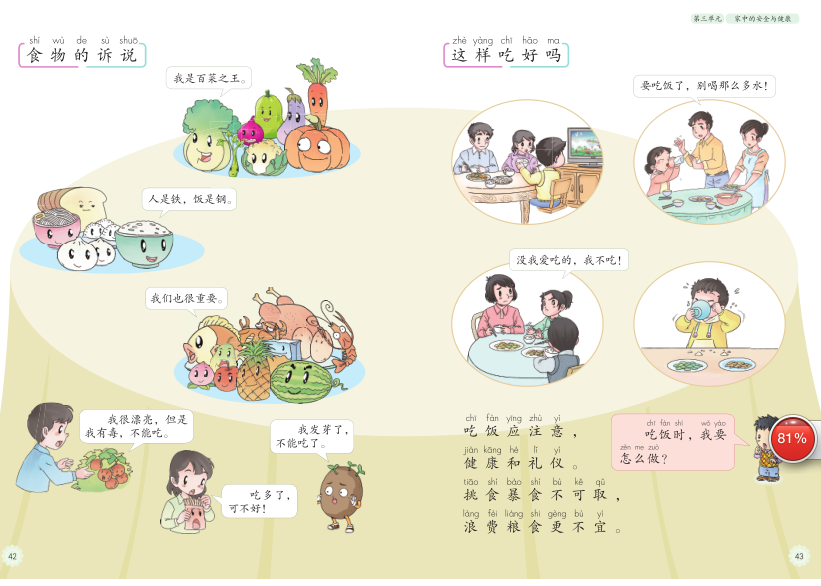 第三单元 家中的安全与健康
shí wù de sù shuō
食物的诉说
我是百菜之王。
人是铁，饭是钢。
我们也很重要。
我很漂亮，但是
我有毒，不能吃。
吃多了，
可不好！
我发芽了，
不能吃了。
42
zhè yàng chī hǎo ma
这样吃好吗
要吃饭了，别喝那么多水！
没我爱吃的，我不吃！
chī fàn yīng zhù yì
吃饭应注意，
jiàn kāng hé lǐ yí
健康和礼仪。
tiāo shí bào shí bù kě qǔ
挑食暴食不可取，
làng fèi liáng shi gèng bù yí
浪费粮食更不宜。
chī fàn shí wǒ yào
吃饭时，我要
zěn me zuò
怎么做？
81%
43